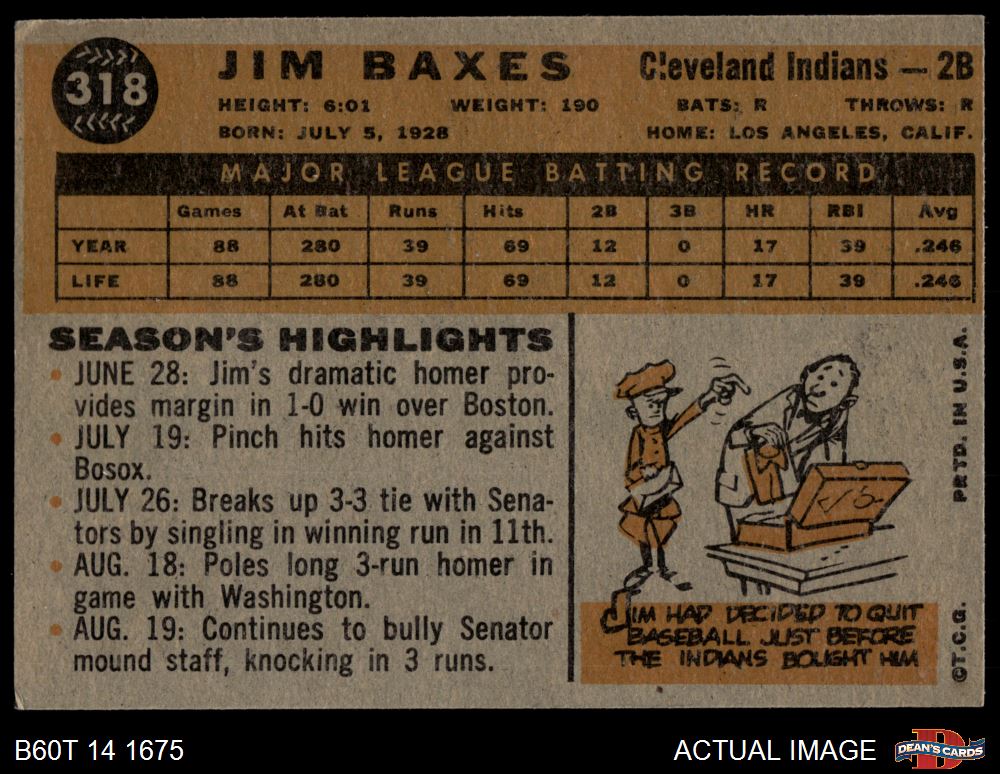 318
JIM BAXES
Cleveland Indians — 2B
HEIGHT: 6:01 WEIGHT: 190 BATS: R THROWS: R
BORN: JULY 5, 1928 HOME: LOS ANGELES, CALIF.
MAJOR LEAGUE BATTING RECORD
Games At Bat Runs Hits 2B 3B HR RBI Avg
YEAR 88 280 39 69 12 0 17 39 .246
LIFE 88 280 39 69 12 0 17 39 .246
SEASON'S HIGHLIGHTS
• JUNE 28: Jim's dramatic homer pro-
vides margin in 1-0 win over Boston.
• JULY 19: Pinch hits homer against
Bosox.
• JULY 26: Breaks up 3-3 tie with Sena-
tors by singling in winning run in 11th.
• AUG. 18: Poles long 3-run homer in
game with Washington.
• AUG. 19: Continues to bully Senator
mound staff, knocking in 3 runs.
JIM HAD DECIDED TO QUIT
BASEBALL JUST BEFORE
THE INDIANS BOUGHT HIM
©T.C.G. PRTD. IN U.S.A.
B60T 14 1675
ACTUAL IMAGE
DEAN'S CARDS